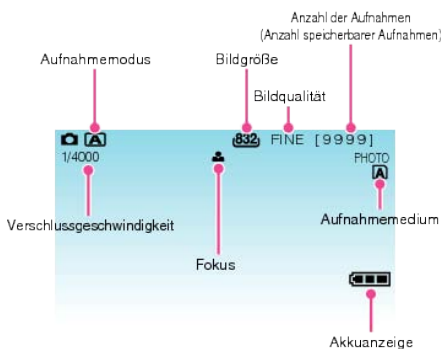 Anzahl der Aufnahmen
(Anzahl speicherbarer Aufnahmen)
Aufnahmemodus
Bildgröße
Bildqualität
A
832
FINE [9999]
1/4000
PHOTO
A
Verschlussgeschwindigkeit
Aufnahmemedium
Fokus
Akkuanzeige